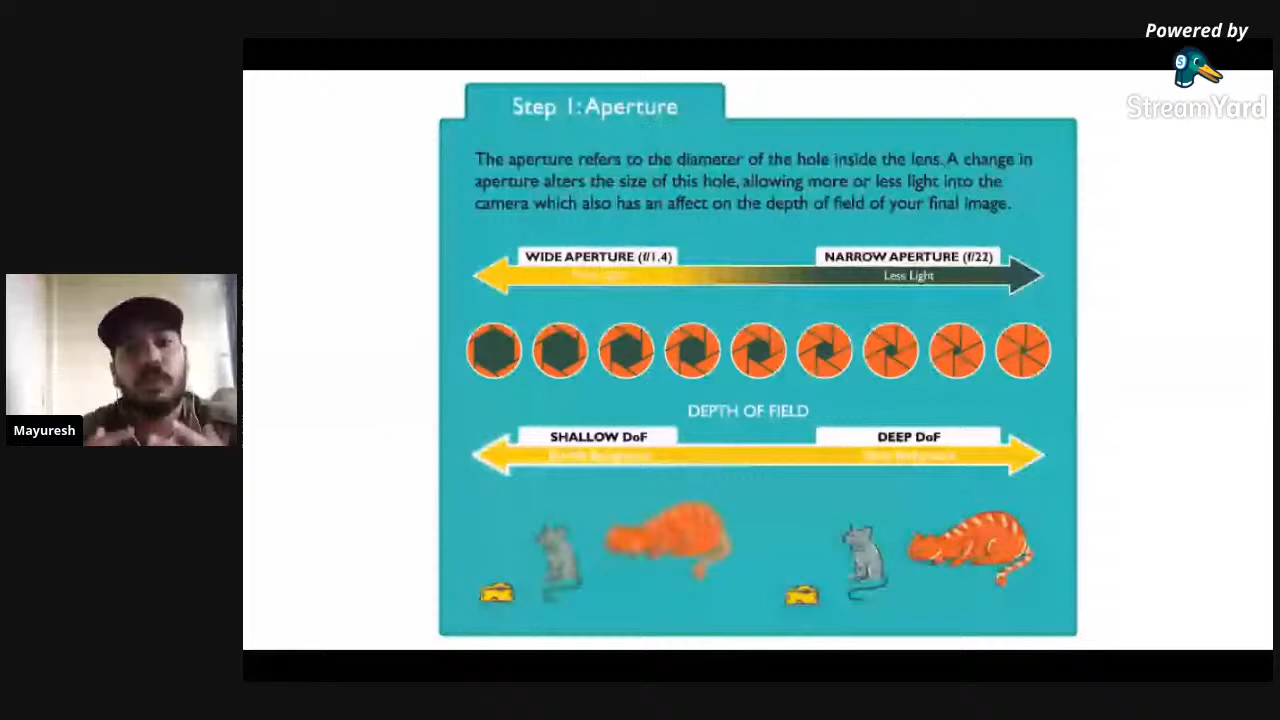 Powered by
StreamYard
Step 1: Aperture
The aperture refers to the diameter of the hole inside the lens. A change in
aperture alters the size of this hole, allowing more or less light into the
camera which also has an affect on the depth of field of your final image.
WIDE APERTURE (f/1.4)
NARROW APERTURE (f/22)
Less Light
DEPTH OF FIELD
SHALLOW DoF
DEEP DoF
Mayuresh